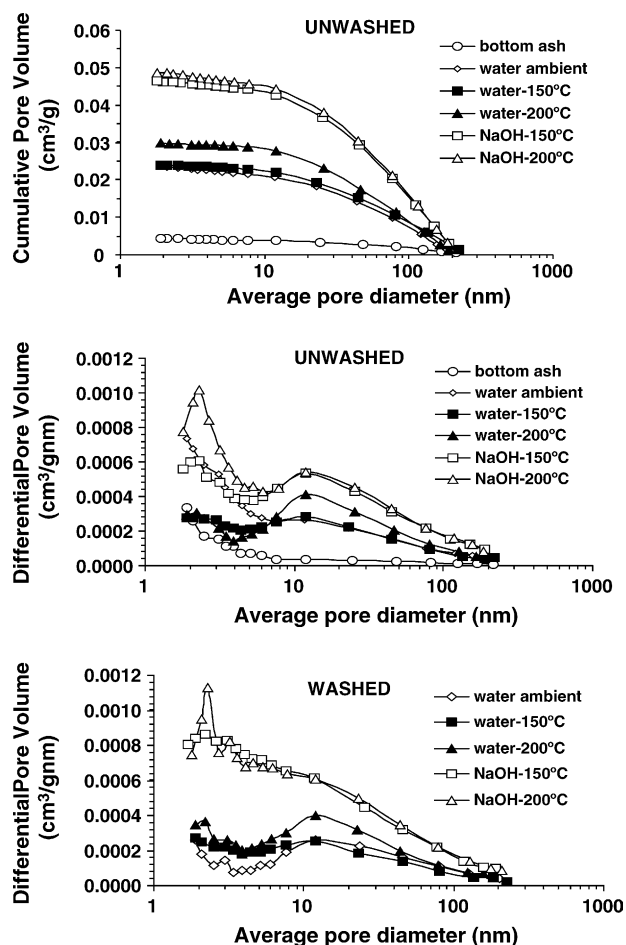 UNWASHED
Cumulative Pore Volume
(cm³/g)
0.06
0.05
0.04
0.03
0.02
0.01
0
1
10
100
1000
Average pore diameter (nm)
bottom ash
water ambient
water-150ºC
water-200ºC
NaOH-150ºC
NaOH-200ºC
UNWASHED
DifferentialPore Volume
(cm³/gnm)
0.0012
0.0010
0.0008
0.0006
0.0004
0.0002
0.0000
1
10
100
1000
Average pore diameter (nm)
bottom ash
water ambient
water-150ºC
water-200ºC
NaOH-150ºC
NaOH-200ºC
WASHED
DifferentialPore Volume
(cm³/gnm)
0.0012
0.0010
0.0008
0.0006
0.0004
0.0002
0.0000
1
10
100
1000
Average pore diameter (nm)
water ambient
water-150ºC
water-200ºC
NaOH-150ºC
NaOH-200ºC